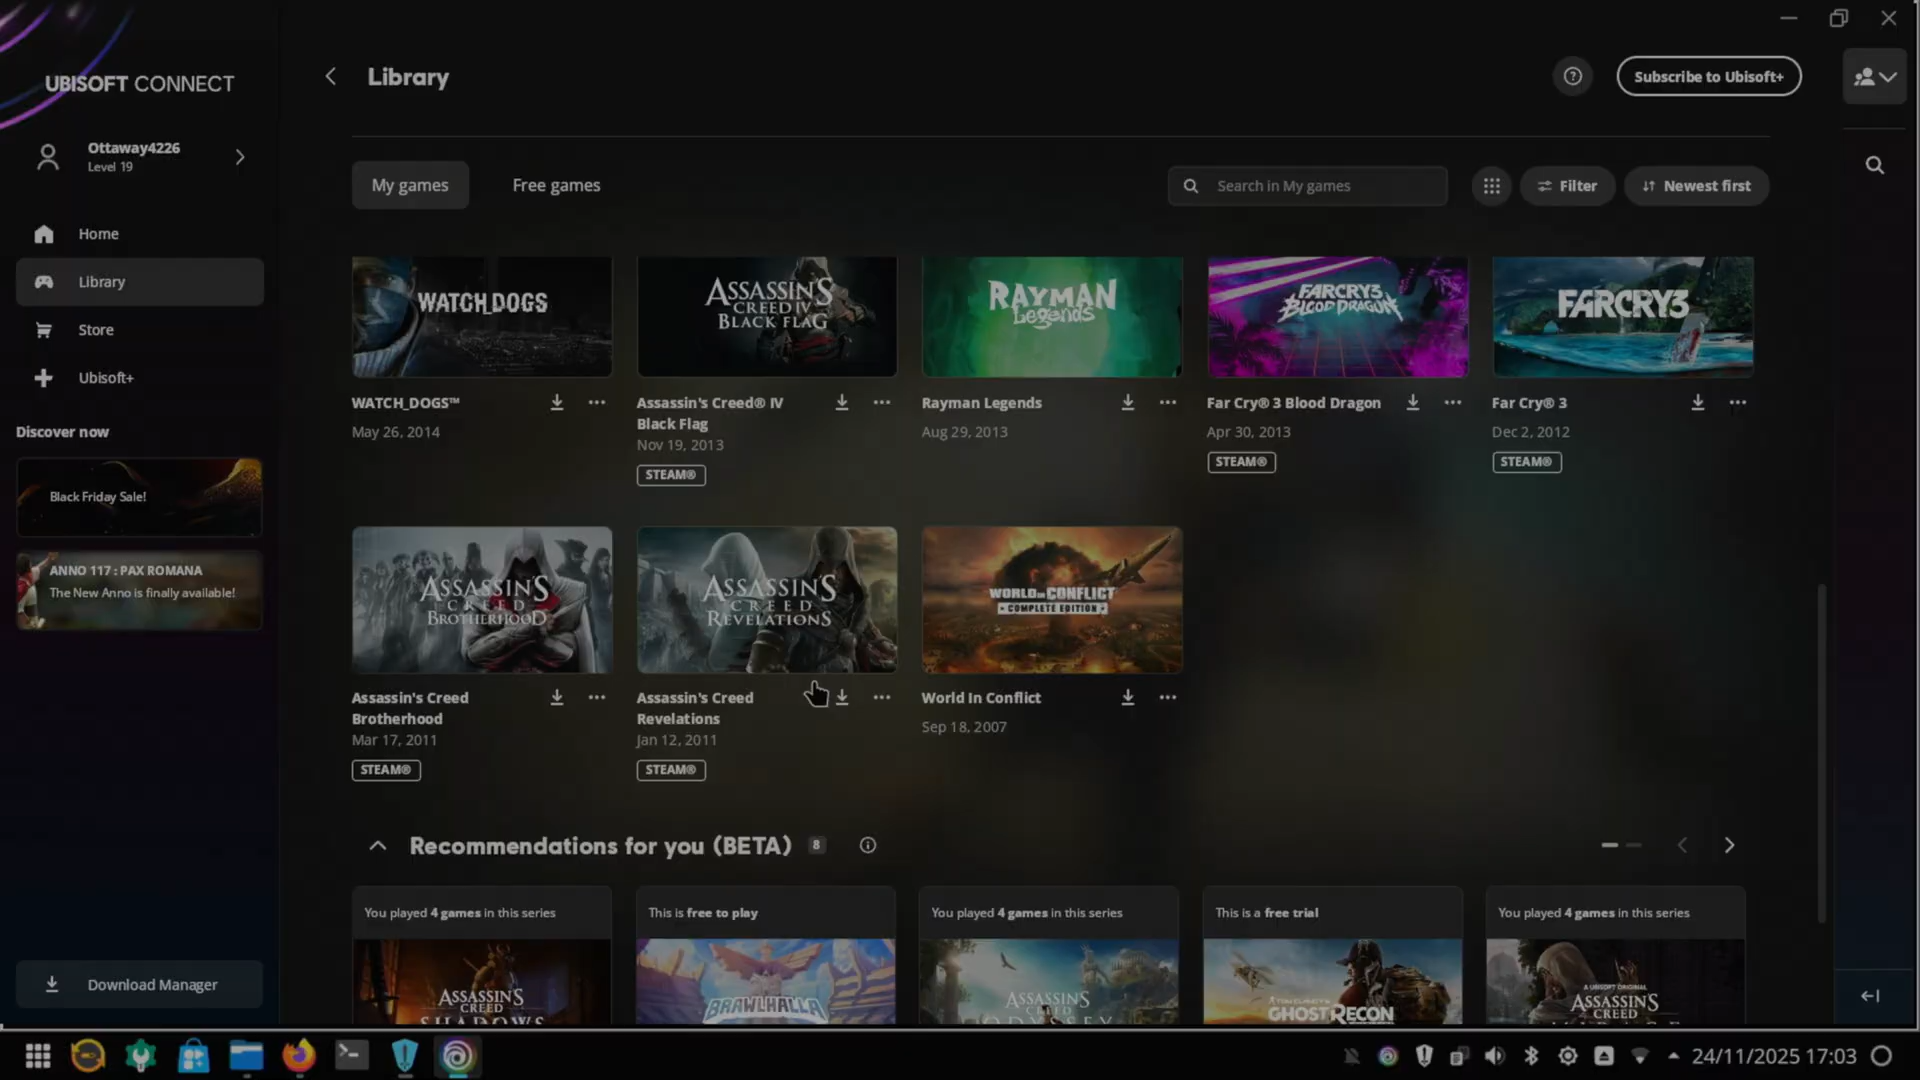 UBISOFT CONNECT
Library
Subscribe to Ubisoft+
Ottaway4226
Level 19
My games
Free games
Search in My games
Filter
Newest first
Home
Library
Store
Ubisoft+
WATCH_DOGS
ASSASSIN'S
CREED IV
BLACK FLAG
RAYMAN
Legends
FARCRY3
BLOOD DRAGON
FARCRY3
WATCH_DOGS™
May 26, 2014
Assassin's Creed® IV
Black Flag
Nov 19, 2013
STEAM®
Rayman Legends
Aug 29, 2013
Far Cry® 3 Blood Dragon
Apr 30, 2013
STEAM®
Far Cry® 3
Dec 2, 2012
STEAM®
Discover now
Black Friday Sale!
ANNO 117 : PAX ROMANA
The New Anno is finally available!
ASSASSIN'S
CREED
BROTHERHOOD
ASSASSIN'S
CREED
REVELATIONS
WORLD IN CONFLICT
COMPLETE EDITION
Assassin's Creed
Brotherhood
Mar 17, 2011
STEAM®
Assassin's Creed
Revelations
Jan 12, 2011
STEAM®
World In Conflict
Sep 18, 2007
Recommendations for you (BETA) 8
You played 4 games in this series
This is free to play
You played 4 games in this series
This is a free trial
You played 4 games in this series
ASSASSIN'S
CREED
SHADOWS
BRAWLHALLA
ASSASSIN'S
CREED
ODYSSEY
TOM CLANCY'S
GHOST RECON
A UBISOFT ORIGINAL
ASSASSIN'S
CREED
Download Manager
24/11/2025 17:03